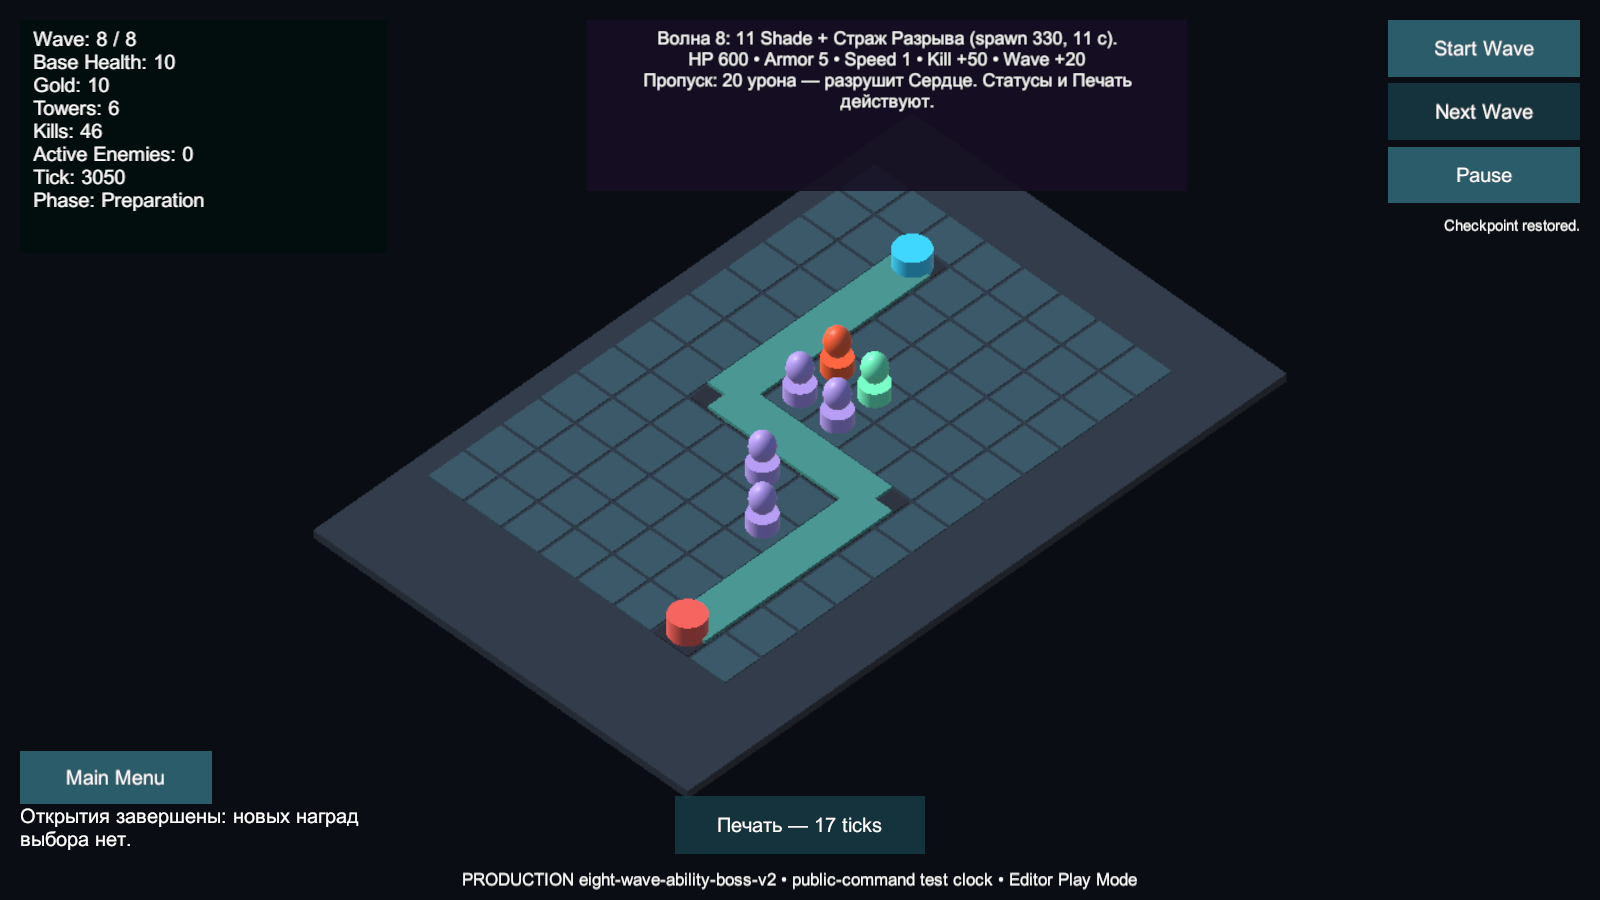 Wave: 8 / 8
Base Health: 10
Gold: 10
Towers: 6
Kills: 46
Active Enemies: 0
Tick: 3050
Phase: Preparation
Волна 8: 11 Shade + Страж Разрыва (spawn 330, 11 с).
HP 600 • Armor 5 • Speed 1 • Kill +50 • Wave +20
Пропуск: 20 урона — разрушит Сердце. Статусы и Печать
действуют.
Start Wave
Next Wave
Pause
Checkpoint restored.
Main Menu
Открытия завершены: новых наград
выбора нет.
Печать — 17 ticks
PRODUCTION eight-wave-ability-boss-v2 • public-command test clock • Editor Play Mode